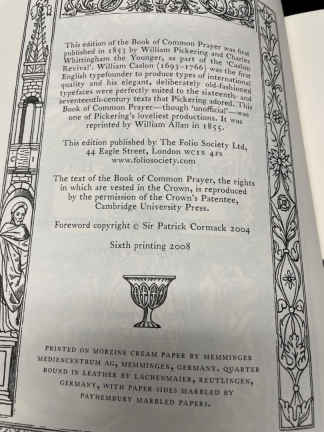 This edition of the Book of Common Prayer was first
published in 1853 by William Pickering and Charles
Whittingham the Younger, as part of the 'Caslon
Revival'. William Caslon (1693–1766) was the first
English typefounder to produce types of international
quality and his elegant, deliberately old-fashioned
typefaces were perfectly suited to the sixteenth- and
seventeenth-century texts that Pickering adored. This
Book of Common Prayer—though 'unofficial'—was
one of Pickering's loveliest productions. It was
reprinted by William Allan in 1855.
This edition published by The Folio Society Ltd,
44 Eagle Street, London WC1R 4FS
www.foliosociety.com
The text of the Book of Common Prayer, the rights
in which are vested in the Crown, is reproduced
by the permission of the Crown's Patentee,
Cambridge University Press.
Foreword copyright © Sir Patrick Cormack 2004
Sixth printing 2008
PRINTED ON MORZINE CREAM PAPER BY MEMMINGER
MEDIENCENTRUM AG, MEMMINGEN, GERMANY. QUARTER
BOUND IN LEATHER BY LACHENMAIER, REUTLINGEN,
GERMANY, WITH PAPER SIDES MARBLED BY
PAYHEMBURY MARBLED PAPERS.